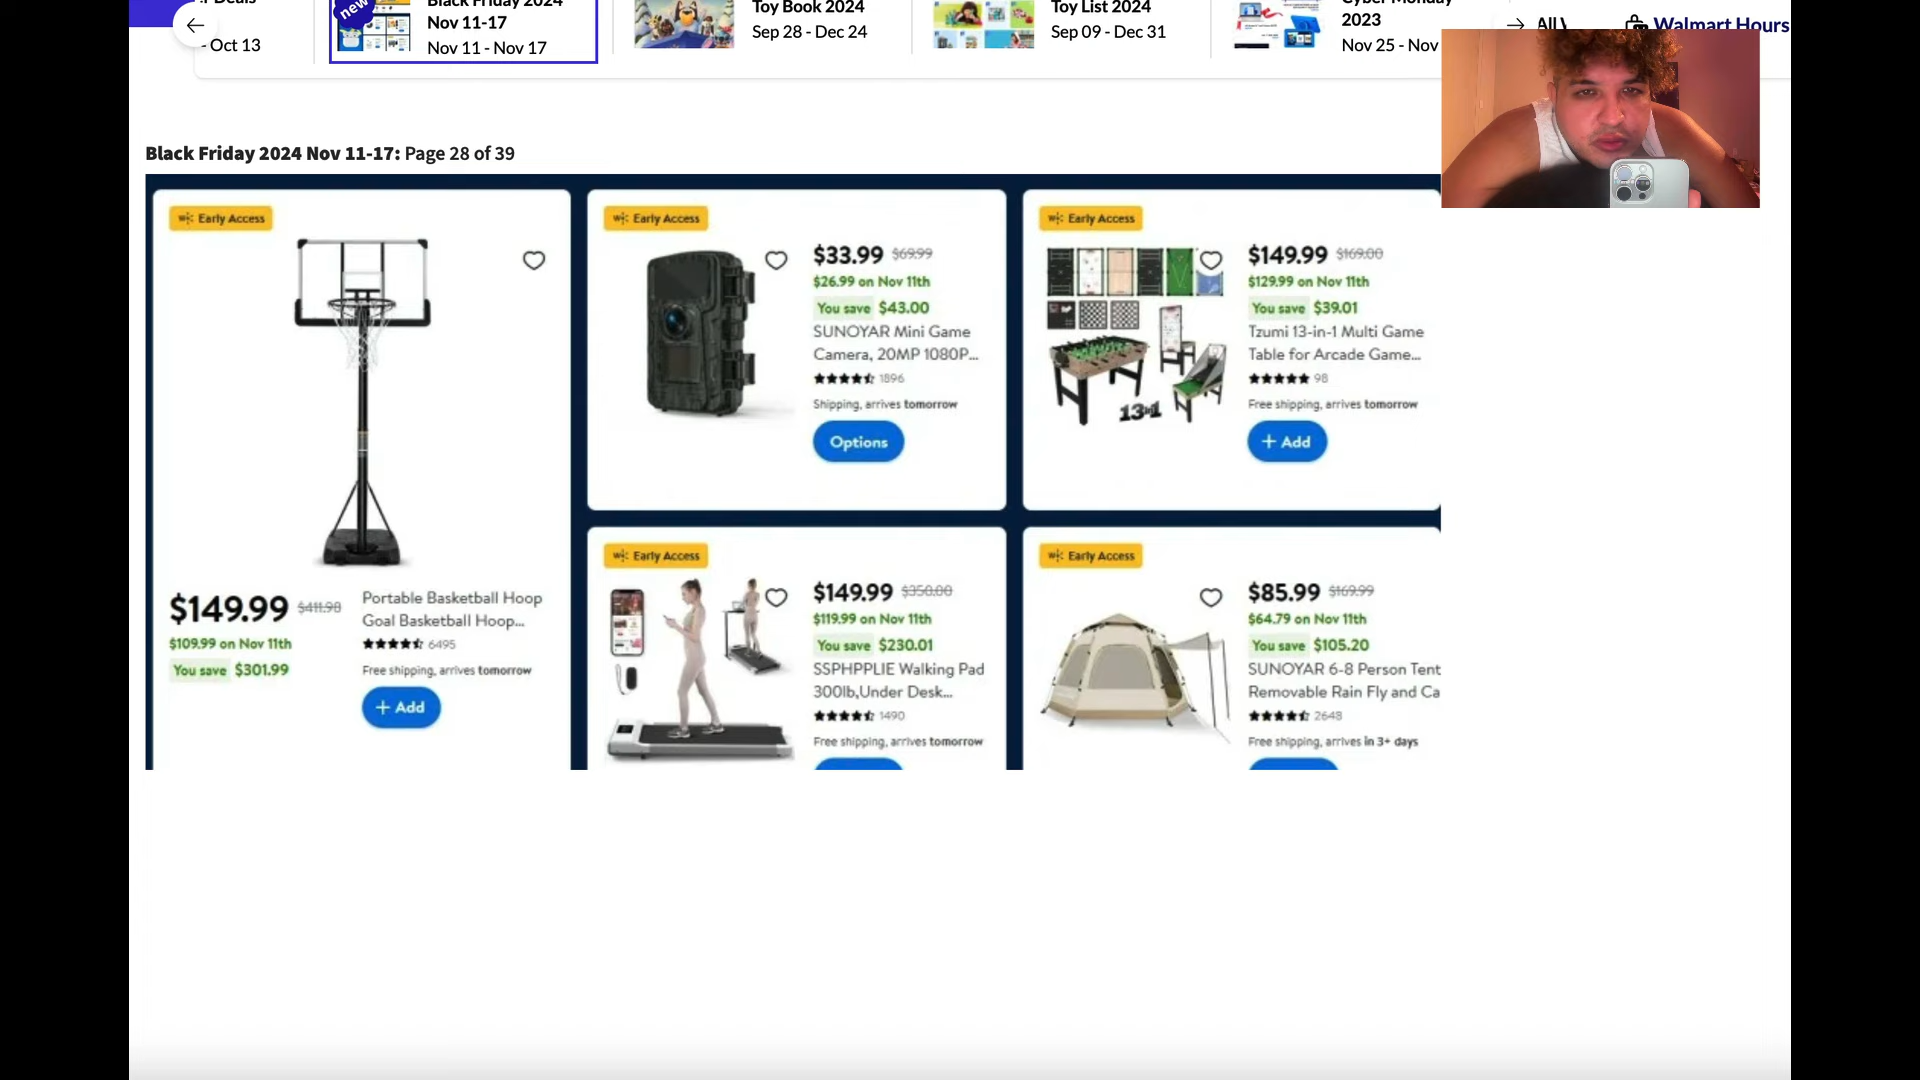 - Oct 13
new
Nov 11-17
Nov 11 - Nov 17
Toy Book 2024
Sep 28 - Dec 24
Toy List 2024
Sep 09 - Dec 31
2023
Nov 25 - Nov
Walmart Hours
Black Friday 2024 Nov 11-17: Page 28 of 39
Early Access
$149.99 $411.98
$109.99 on Nov 11th
You save $301.99
Portable Basketball Hoop
Goal Basketball Hoop...
6495
Free shipping, arrives tomorrow
+ Add
Early Access
$33.99 $69.99
$26.99 on Nov 11th
You save $43.00
SUNOYAR Mini Game
Camera, 20MP 1080P...
1896
Shipping, arrives tomorrow
Options
Early Access
13in1
$149.99 $169.00
$129.99 on Nov 11th
You save $39.01
Tzumi 13-in-1 Multi Game
Table for Arcade Game...
98
Free shipping, arrives tomorrow
+ Add
Early Access
$149.99 $350.00
$119.99 on Nov 11th
You save $230.01
SSPHPPLIE Walking Pad
300lb,Under Desk...
1490
Free shipping, arrives tomorrow
Early Access
$85.99 $169.99
$64.79 on Nov 11th
You save $105.20
SUNOYAR 6-8 Person Tent
Removable Rain Fly and Ca
2648
Free shipping, arrives in 3+ days